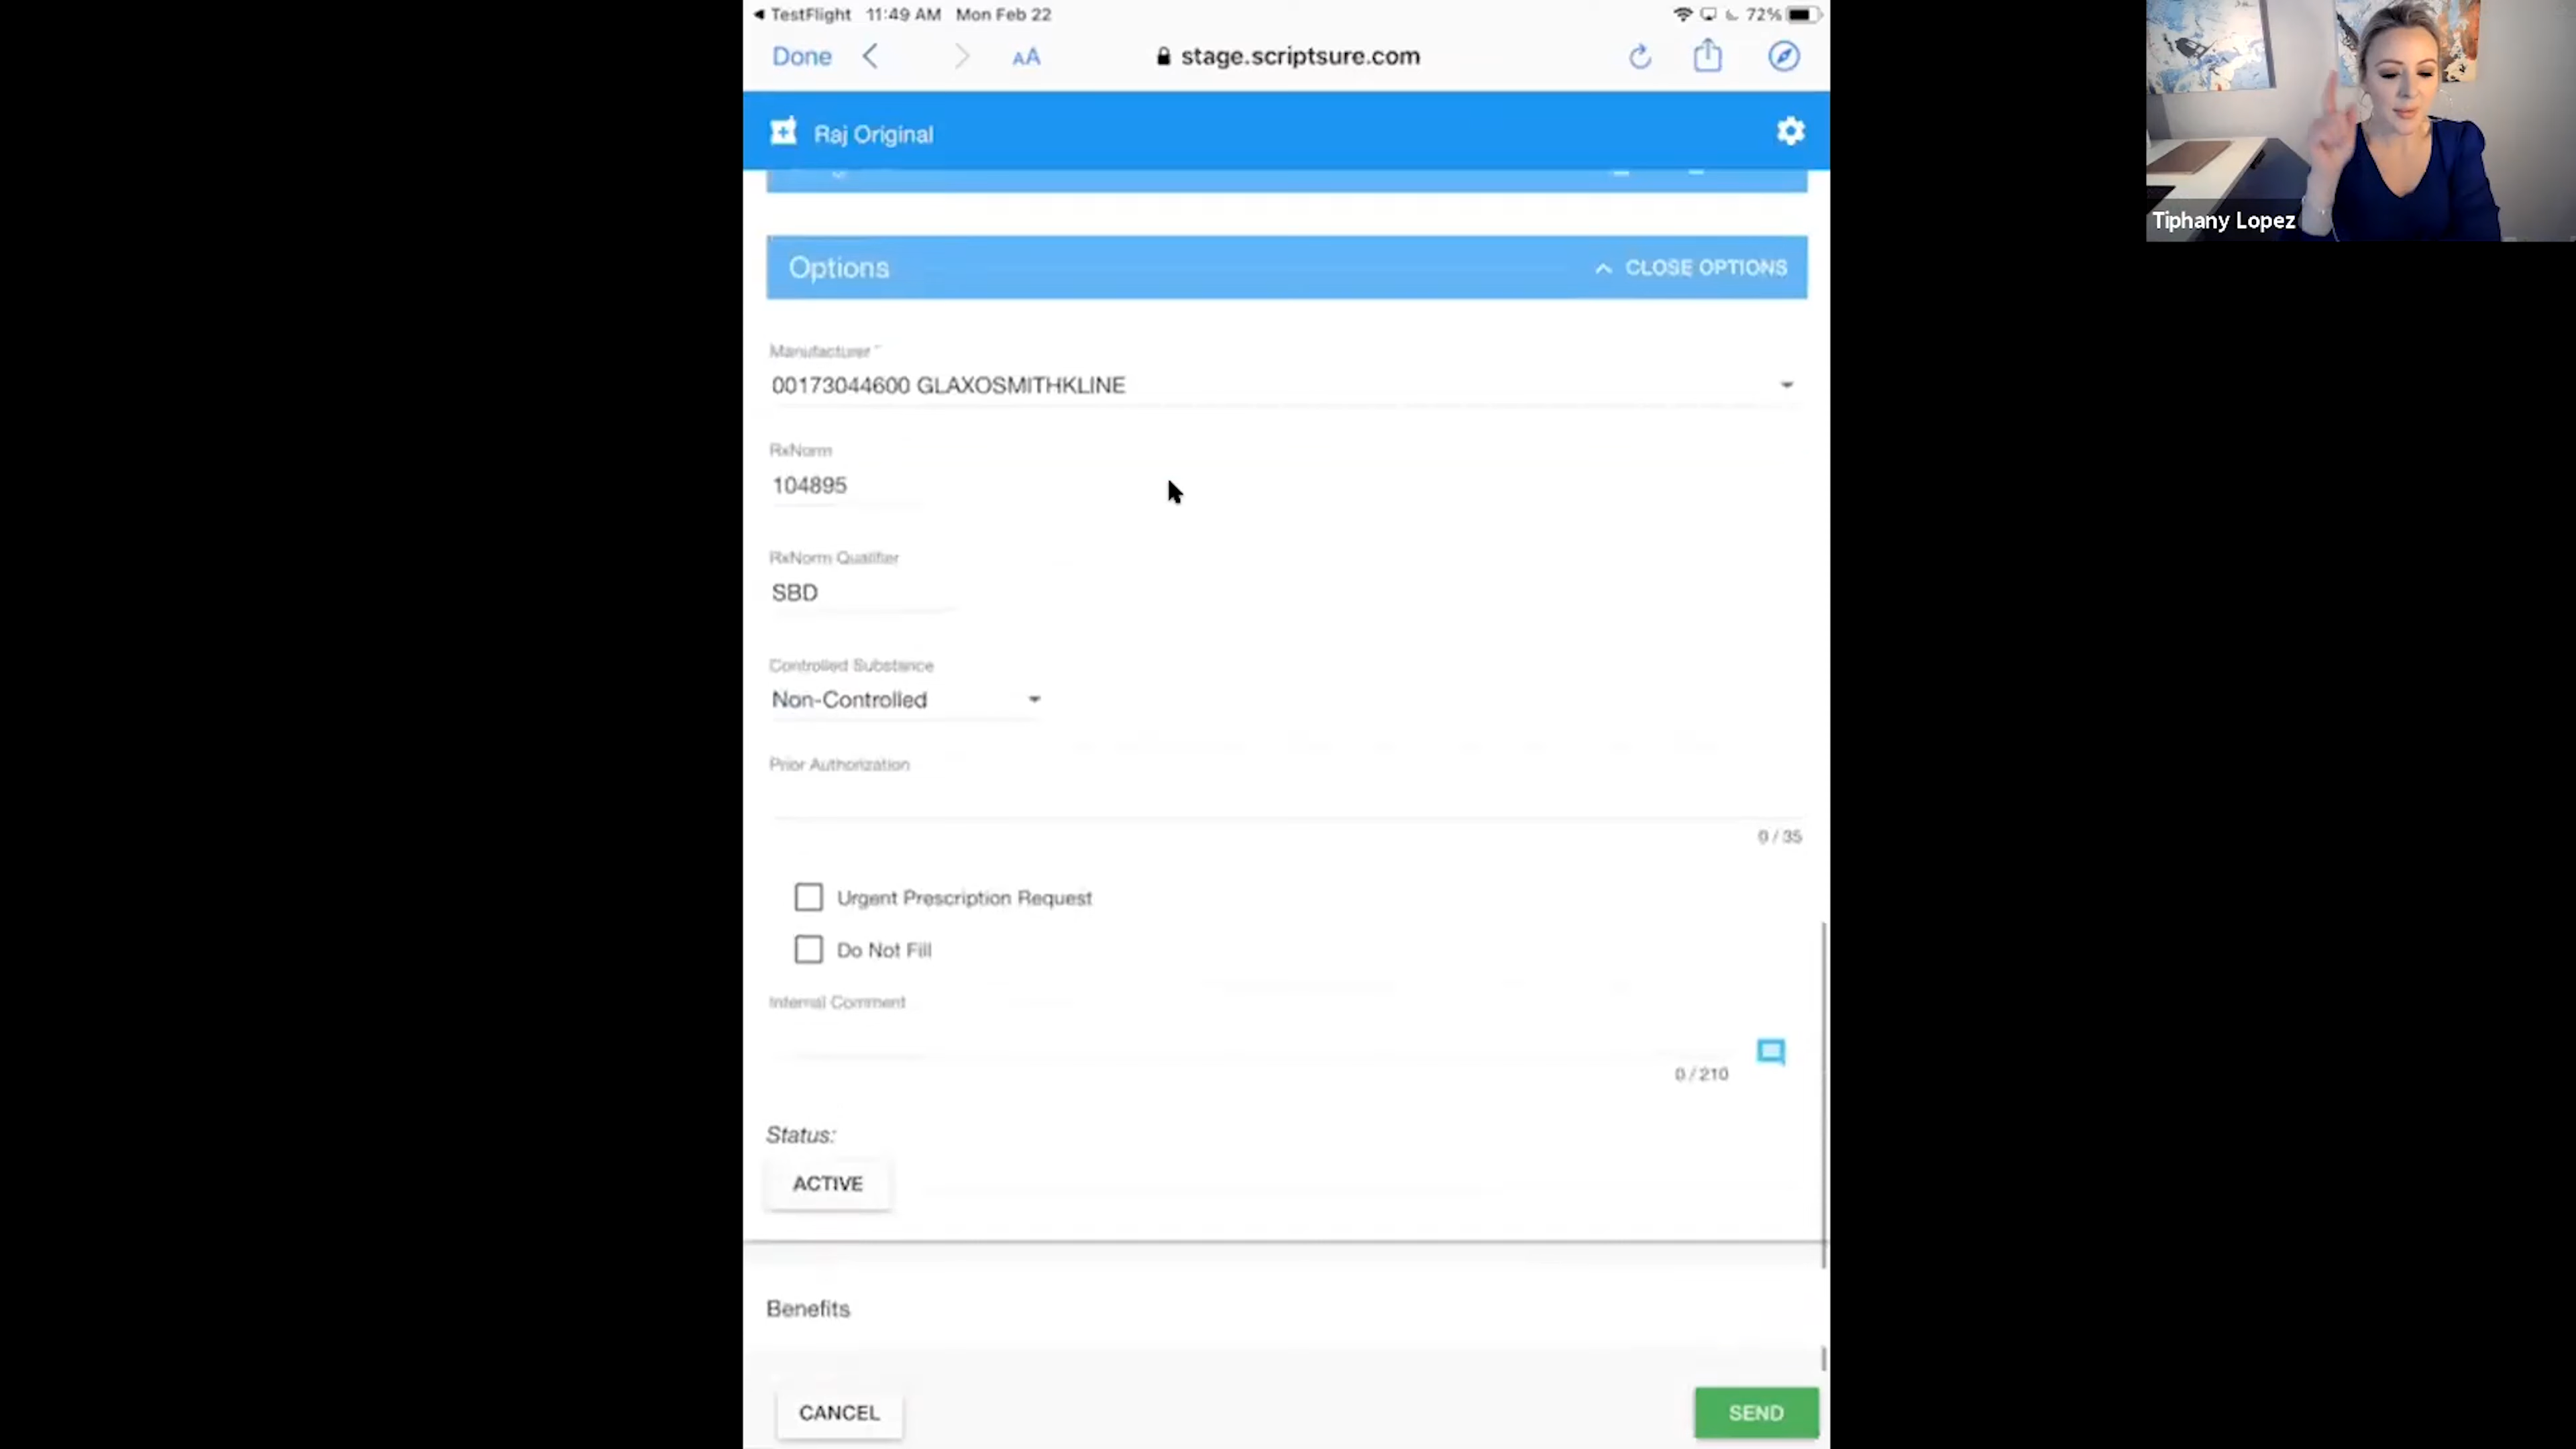 TestFlight 11:49 AM Mon Feb 22
72%
Done
AA
stage.scriptsure.com
Raj Original
Options
CLOSE OPTIONS
Manufacturer *
00173044600 GLAXOSMITHKLINE
RxNorm
104895
RxNorm Qualifier
SBD
Controlled Substance
Non-Controlled
Prior Authorization
0 / 35
Urgent Prescription Request
Do Not Fill
Internal Comment
0 / 210
Status:
ACTIVE
Benefits
CANCEL
SEND
Tiphany Lopez